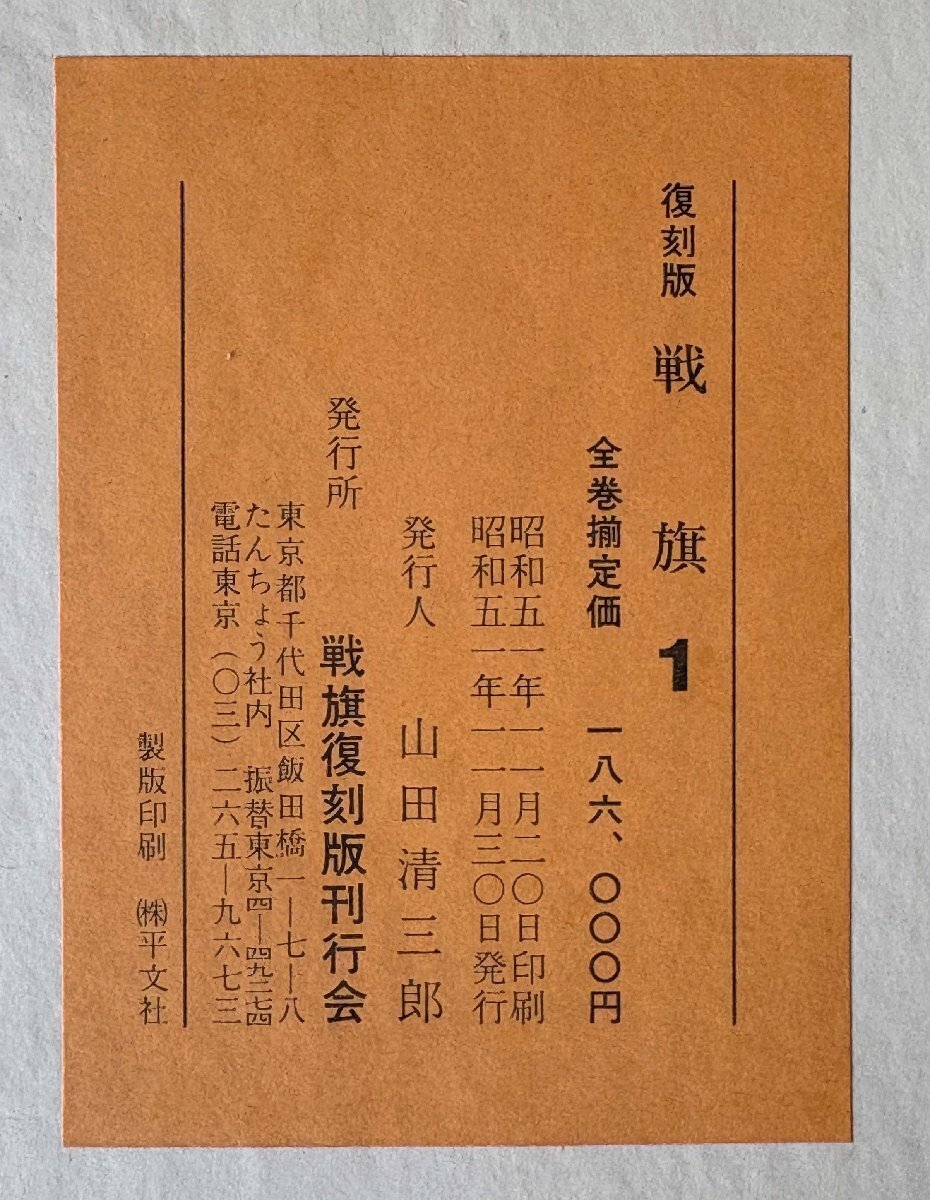 復刻版 戦旗 1
全巻揃定価 一八六、〇〇〇円
昭和五一年一一月二〇日印刷
昭和五一年一一月三〇日発行
発行人 山田清三郎
発行所 戦旗復刻版刊行会
東京都千代田区飯田橋一―七―八
たんちょう社内 振替・東京四―四九二七四
電話東京(〇三)二六五―九六七三
製版印刷 ㈱平文社